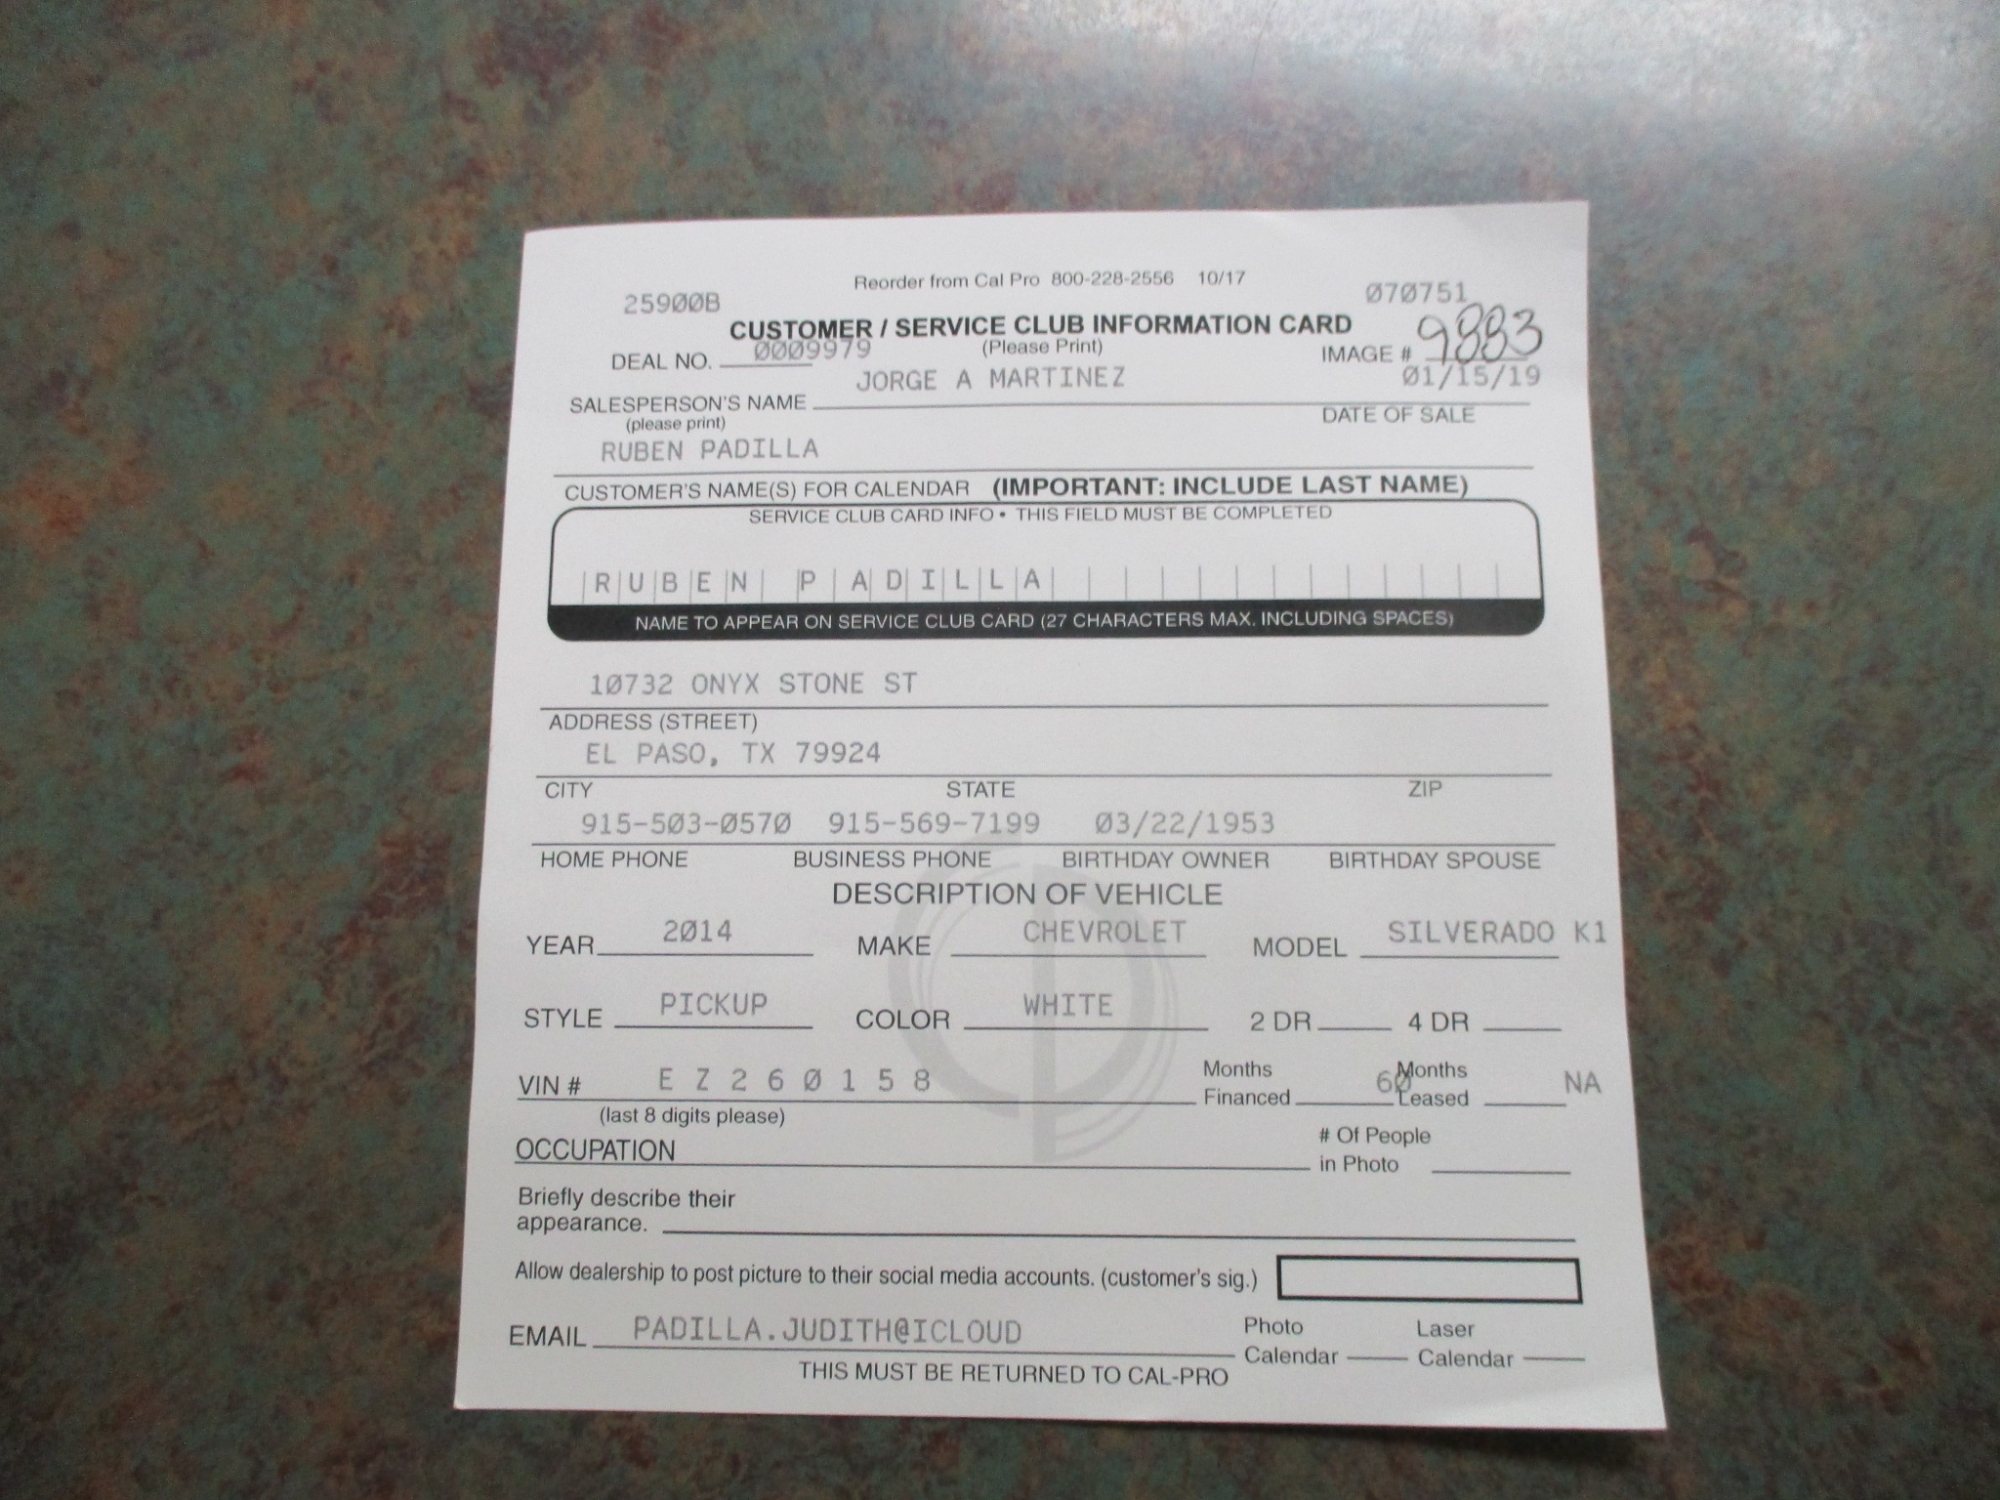 Reorder from Cal Pro 800-228-2556 10/17
25900B 070751
CUSTOMER / SERVICE CLUB INFORMATION CARD
(Please Print)
DEAL NO. 0009979 IMAGE # 9883
JORGE A MARTINEZ 01/15/19
SALESPERSON'S NAME DATE OF SALE
(please print)
RUBEN PADILLA
CUSTOMER'S NAME(S) FOR CALENDAR (IMPORTANT: INCLUDE LAST NAME)
SERVICE CLUB CARD INFO • THIS FIELD MUST BE COMPLETED
RUBEN PADILLA
NAME TO APPEAR ON SERVICE CLUB CARD (27 CHARACTERS MAX. INCLUDING SPACES)
10732 ONYX STONE ST
ADDRESS (STREET)
EL PASO, TX 79924
CITY STATE ZIP
915-503-0570 915-569-7199 03/22/1953
HOME PHONE BUSINESS PHONE BIRTHDAY OWNER BIRTHDAY SPOUSE
DESCRIPTION OF VEHICLE
YEAR 2014 MAKE CHEVROLET MODEL SILVERADO K1
STYLE PICKUP COLOR WHITE 2 DR 4 DR
VIN # E Z 2 6 0 1 5 8 Months Financed 60 Months Leased NA
(last 8 digits please)
OCCUPATION # Of People in Photo
Briefly describe their
appearance.
Allow dealership to post picture to their social media accounts. (customer's sig.)
EMAIL PADILLA.JUDITH@ICLOUD Photo Calendar Laser Calendar
THIS MUST BE RETURNED TO CAL-PRO